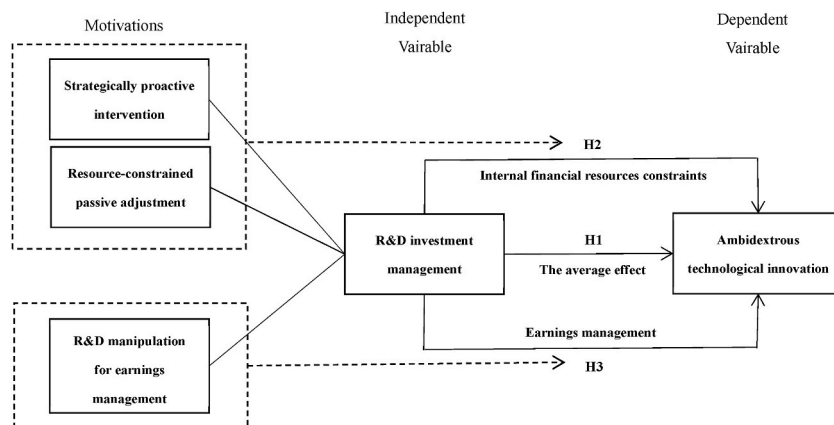 Motivations
Independent
Vairable
Dependent
Vairable
Strategically proactive
intervention
Resource-constrained
passive adjustment
R&D manipulation
for earnings
management
R&D investment
management
H2
Internal financial resources constraints
H1
The average effect
Earnings management
H3
Ambidextrous
technological innovation